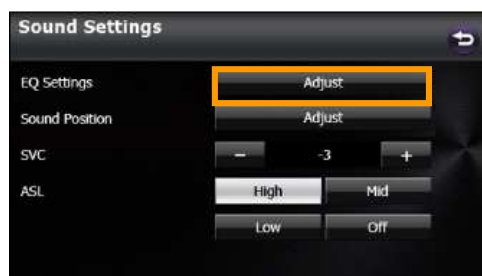 Sound Settings
EQ Settings Adjust
Sound Position Adjust
SVC − -3 +
ASL High Mid
Low Off